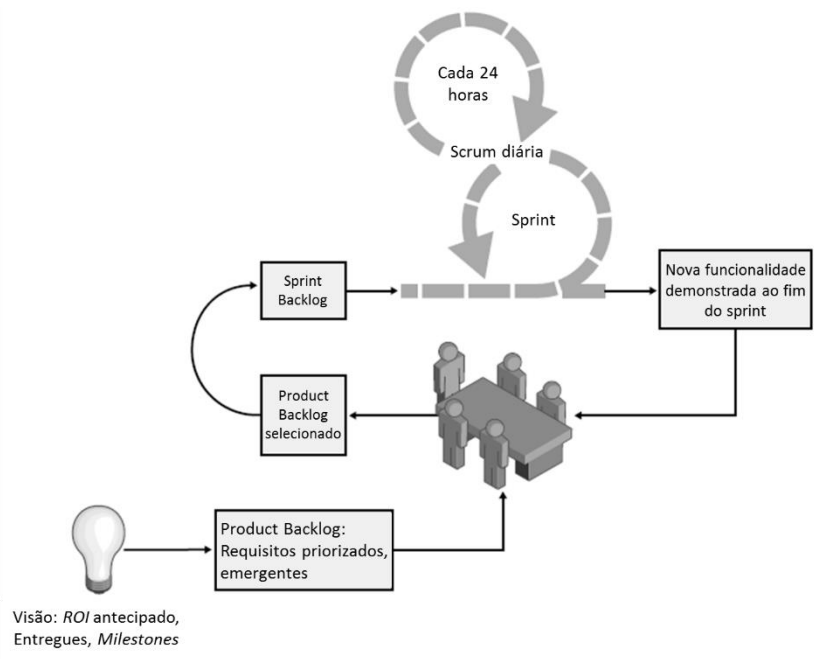 Cada 24
horas
Scrum diária
Sprint
Sprint
Backlog
Nova funcionalidade
demonstrada ao fim
do sprint
Product
Backlog
selecionado
Product Backlog:
Requisitos priorizados,
emergentes
Visão: ROI antecipado,
Entregues, Milestones